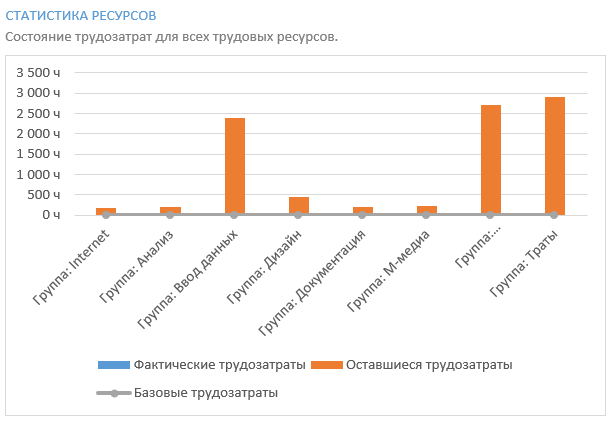 СТАТИСТИКА РЕСУРСОВ
Состояние трудозатрат для всех трудовых ресурсов.
3 500 ч
3 000 ч
2 500 ч
2 000 ч
1 500 ч
1 000 ч
500 ч
0 ч
Группа: Internet
Группа: Анализ
Группа: Ввод данных
Группа: Дизайн
Группа: Документация
Группа: М-медиа
Группа:...
Группа: Траты
Фактические трудозатраты
Оставшиеся трудозатраты
Базовые трудозатраты